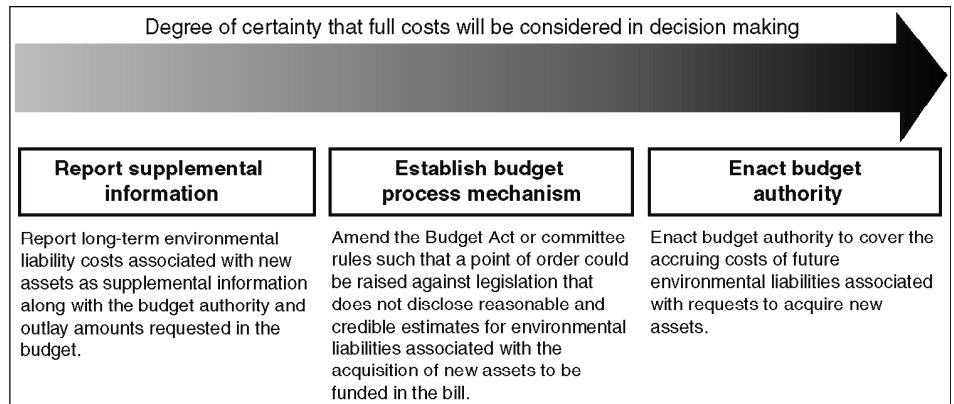 Degree of certainty that full costs will be considered in decision making
Report supplemental
information
Report long-term environmental
liability costs associated with new
assets as supplemental information
along with the budget authority and
outlay amounts requested in the
budget.
Establish budget
process mechanism
Amend the Budget Act or committee
rules such that a point of order could
be raised against legislation that
does not disclose reasonable and
credible estimates for environmental
liabilities associated with the
acquisition of new assets to be
funded in the bill.
Enact budget
authority
Enact budget authority to cover the
accruing costs of future
environmental liabilities associated
with requests to acquire new
assets.